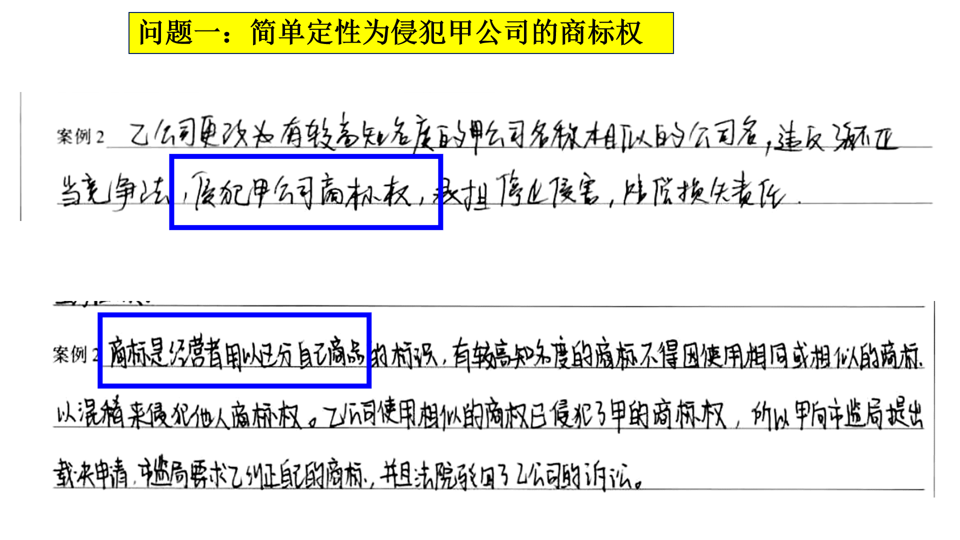 问题一：简单定性为侵犯甲公司的商标权
案例2 乙公司更改为有较高知名度的甲公司名称相似的公司名，违反了不正
当竞争法，侵犯甲公司商标权，承担停止侵害，赔偿损失责任．
案例2 商标是经营者用以区分自己商品的标识，有较高知名度的商标不得因使用相同或相似的商标
以混稀来侵犯他人商标权。乙公司使用相似的商权已侵犯了甲的商标权，所以甲向市监局提出
裁决申请，市监局要求乙纠正自己的商标，并且法院驳回了乙公司的诉讼。